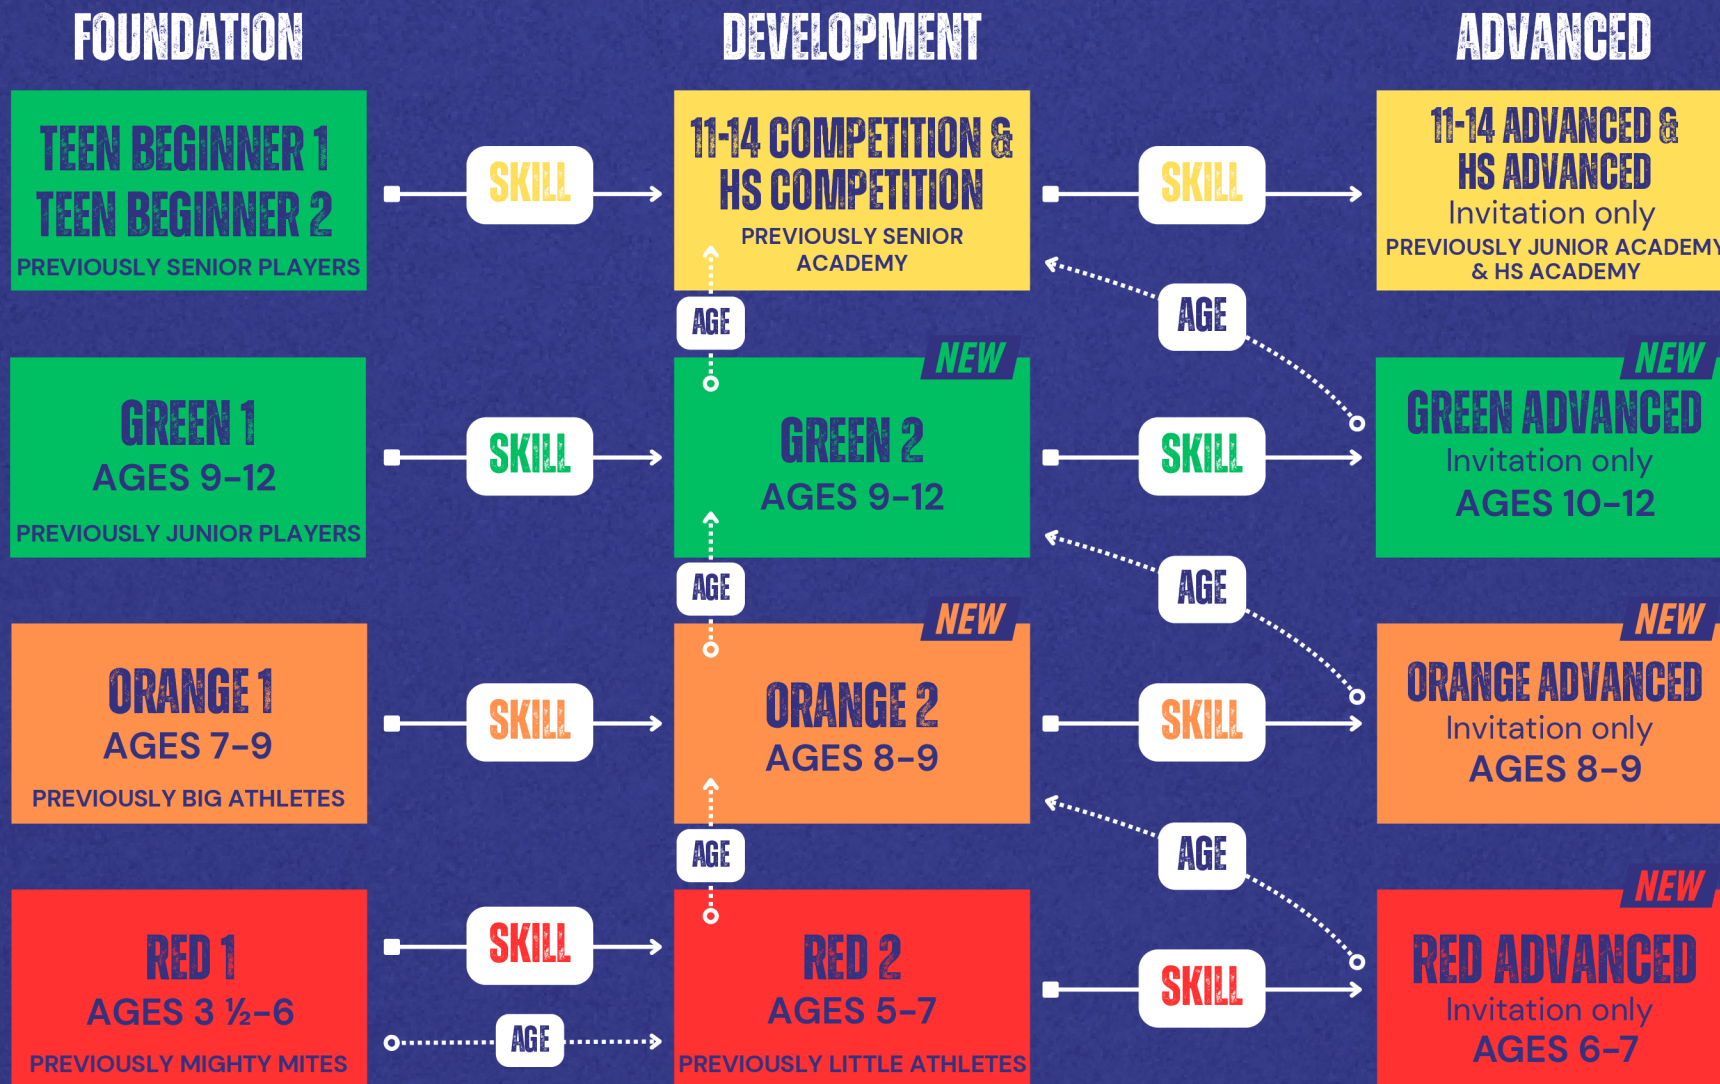 FOUNDATION
DEVELOPMENT
ADVANCED
TEEN BEGINNER 1
TEEN BEGINNER 2
PREVIOUSLY SENIOR PLAYERS
SKILL
11-14 COMPETITION &
HS COMPETITION
PREVIOUSLY SENIOR
ACADEMY
SKILL
11-14 ADVANCED &
HS ADVANCED
Invitation only
PREVIOUSLY JUNIOR ACADEMY
& HS ACADEMY
AGE
AGE
GREEN 1
AGES 9-12
PREVIOUSLY JUNIOR PLAYERS
SKILL
NEW
GREEN 2
AGES 9-12
SKILL
NEW
GREEN ADVANCED
Invitation only
AGES 10-12
AGE
AGE
ORANGE 1
AGES 7-9
PREVIOUSLY BIG ATHLETES
SKILL
NEW
ORANGE 2
AGES 8-9
SKILL
NEW
ORANGE ADVANCED
Invitation only
AGES 8-9
AGE
AGE
RED 1
AGES 3 ½-6
PREVIOUSLY MIGHTY MITES
SKILL
AGE
RED 2
AGES 5-7
PREVIOUSLY LITTLE ATHLETES
SKILL
NEW
RED ADVANCED
Invitation only
AGES 6-7